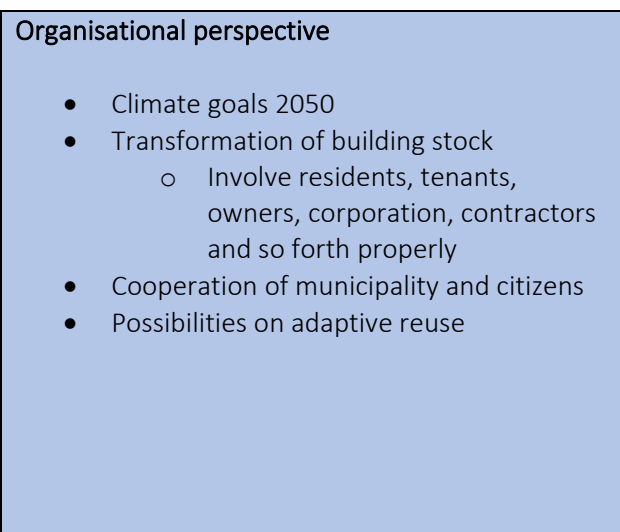 Organisational perspective
• Climate goals 2050
• Transformation of building stock
o Involve residents, tenants,
owners, corporation, contractors
and so forth properly
• Cooperation of municipality and citizens
• Possibilities on adaptive reuse